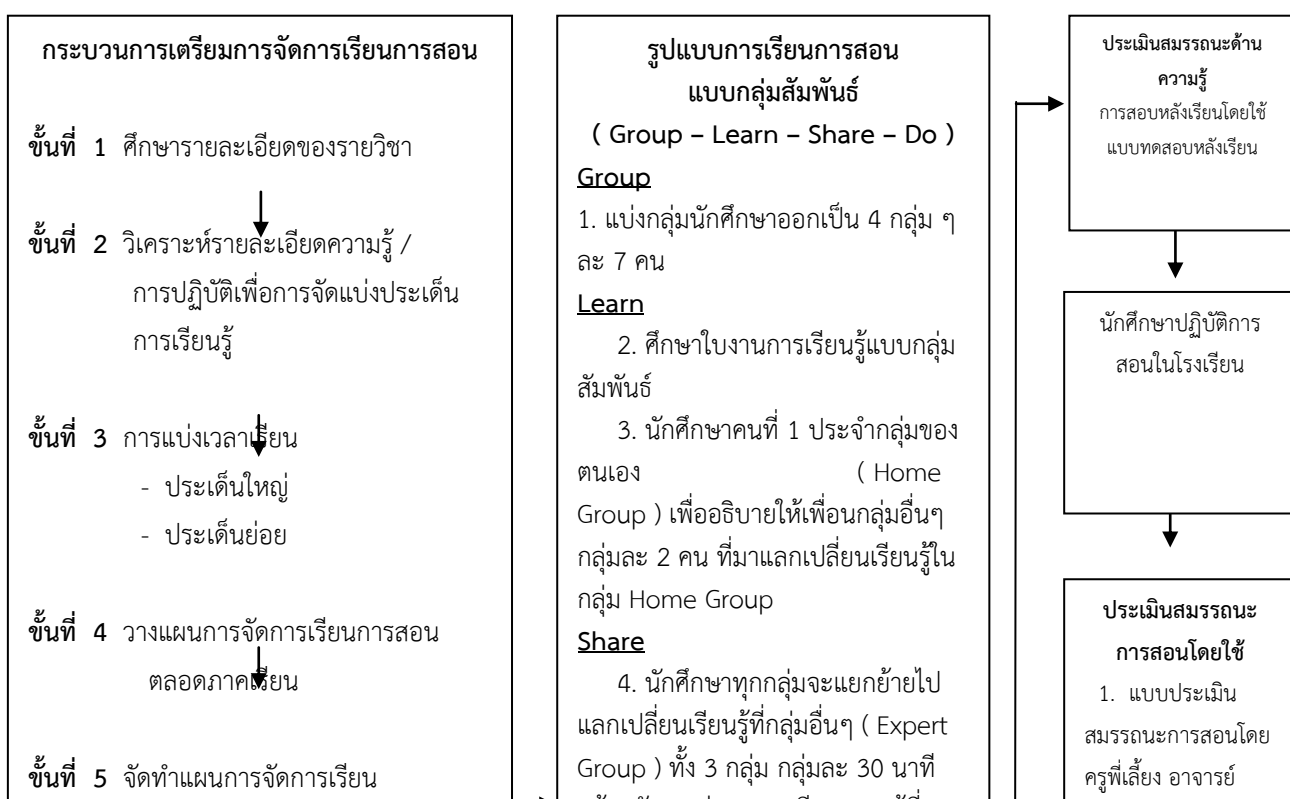 กระบวนการเตรียมการจัดการเรียนการสอน
ขั้นที่ 1 ศึกษารายละเอียดของรายวิชา
ขั้นที่ 2 วิเคราะห์รายละเอียดความรู้ /
การปฏิบัติเพื่อการจัดแบ่งประเด็น
การเรียนรู้
ขั้นที่ 3 การแบ่งเวลาเรียน
- ประเด็นใหญ่
- ประเด็นย่อย
ขั้นที่ 4 วางแผนการจัดการเรียนการสอน
ตลอดภาคเรียน
ขั้นที่ 5 จัดทำแผนการจัดการเรียน
รูปแบบการเรียนการสอน
แบบกลุ่มสัมพันธ์
( Group – Learn – Share – Do )
Group
1. แบ่งกลุ่มนักศึกษาออกเป็น 4 กลุ่ม ๆ
ละ 7 คน
Learn
2. ศึกษาใบงานการเรียนรู้แบบกลุ่ม
สัมพันธ์
3. นักศึกษาคนที่ 1 ประจำกลุ่มของ
ตนเอง ( Home
Group ) เพื่ออธิบายให้เพื่อนกลุ่มอื่นๆ
กลุ่มละ 2 คน ที่มาแลกเปลี่ยนเรียนรู้ใน
กลุ่ม Home Group
Share
4. นักศึกษาทุกกลุ่มจะแยกย้ายไป
แลกเปลี่ยนเรียนรู้ที่กลุ่มอื่นๆ ( Expert
Group ) ทั้ง 3 กลุ่ม กลุ่มละ 30 นาที
ประเมินสมรรถนะด้าน
ความรู้
การสอบหลังเรียนโดยใช้
แบบทดสอบหลังเรียน
นักศึกษาปฏิบัติการ
สอนในโรงเรียน
ประเมินสมรรถนะ
การสอนโดยใช้
1. แบบประเมิน
สมรรถนะการสอนโดย
ครูพี่เลี้ยง อาจารย์